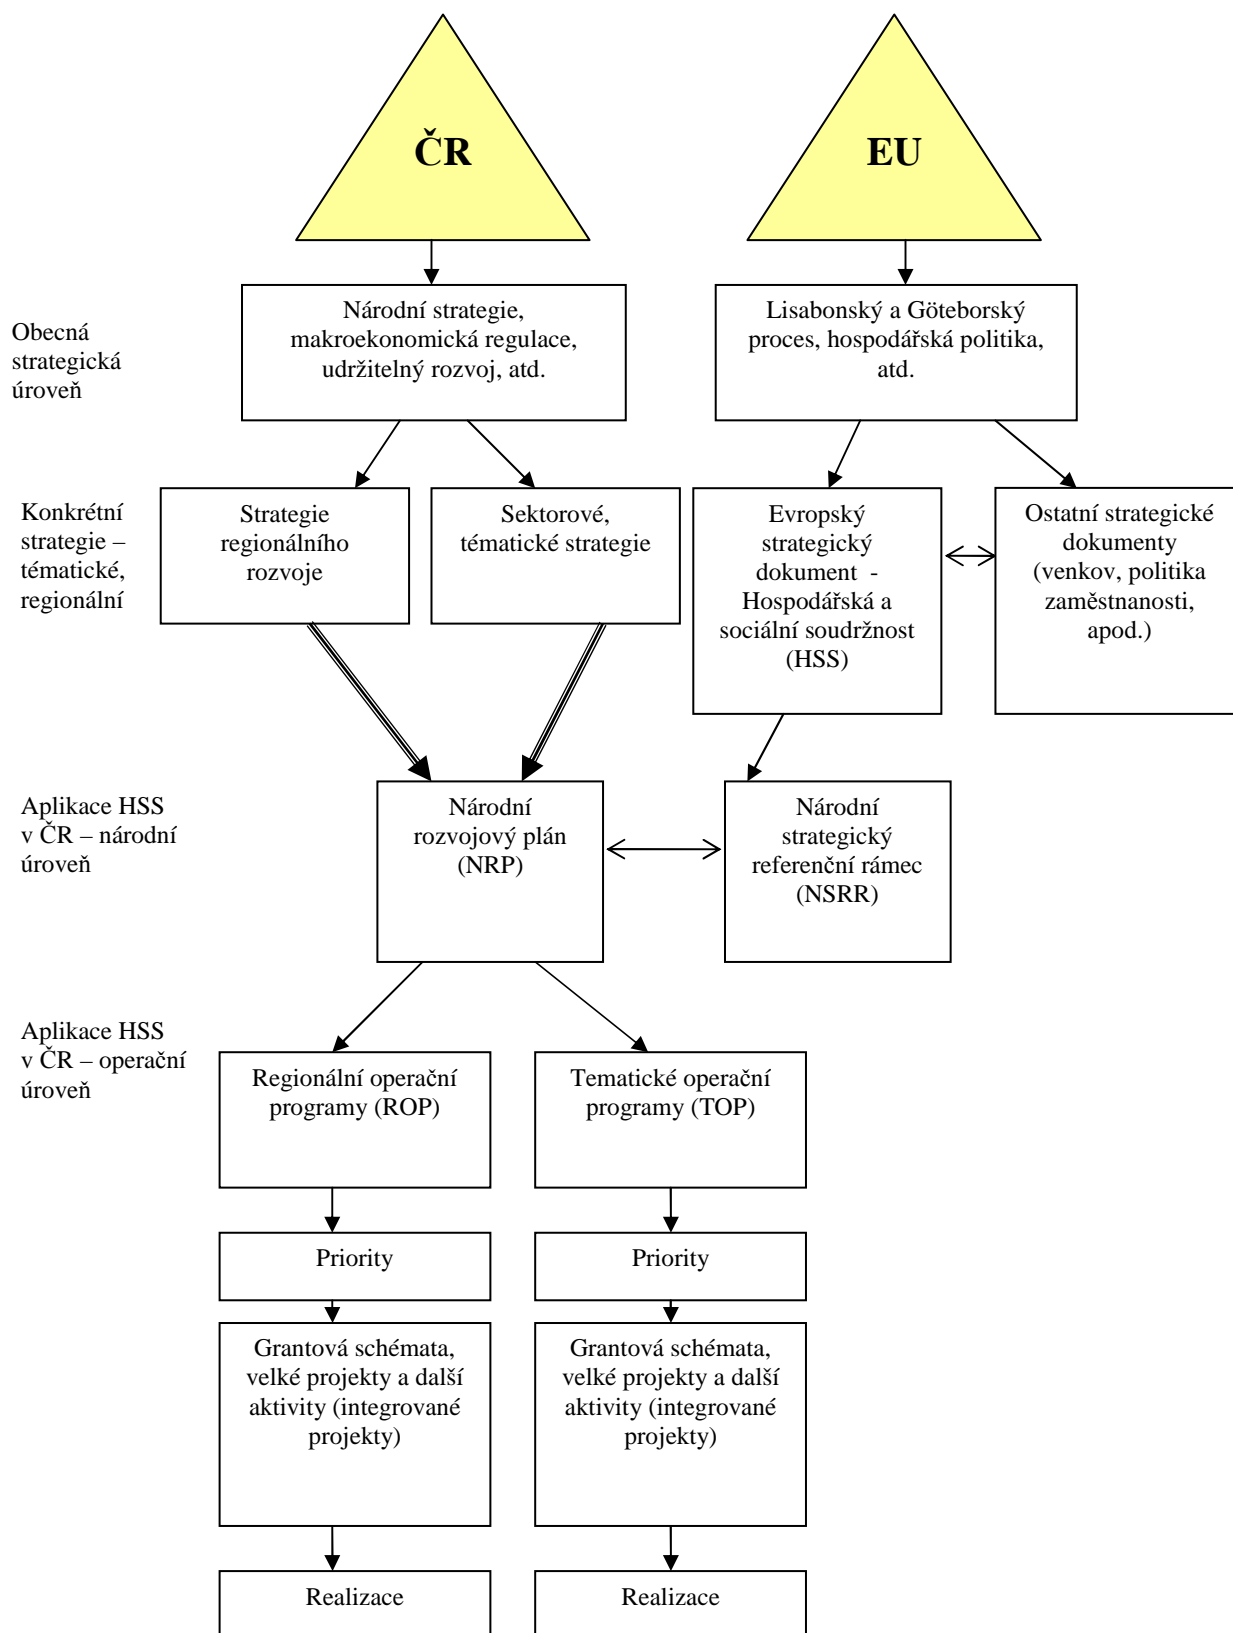 ČR
EU
Obecná
strategická
úroveň
Národní strategie,
makroekonomická regulace,
udržitelný rozvoj, atd.
Lisabonský a Göteborský
proces, hospodářská politika,
atd.
Konkrétní
strategie –
tématické,
regionální
Strategie
regionálního
rozvoje
Sektorové,
tématické strategie
Evropský
strategický
dokument -
Hospodářská a
sociální soudržnost
(HSS)
Ostatní strategické
dokumenty
(venkov, politika
zaměstnanosti,
apod.)
Aplikace HSS
v ČR – národní
úroveň
Národní
rozvojový plán
(NRP)
Národní
strategický
referenční rámec
(NSRR)
Aplikace HSS
v ČR – operační
úroveň
Regionální operační
programy (ROP)
Tematické operační
programy (TOP)
Priority
Priority
Grantová schémata,
velké projekty a další
aktivity (integrované
projekty)
Grantová schémata,
velké projekty a další
aktivity (integrované
projekty)
Realizace
Realizace